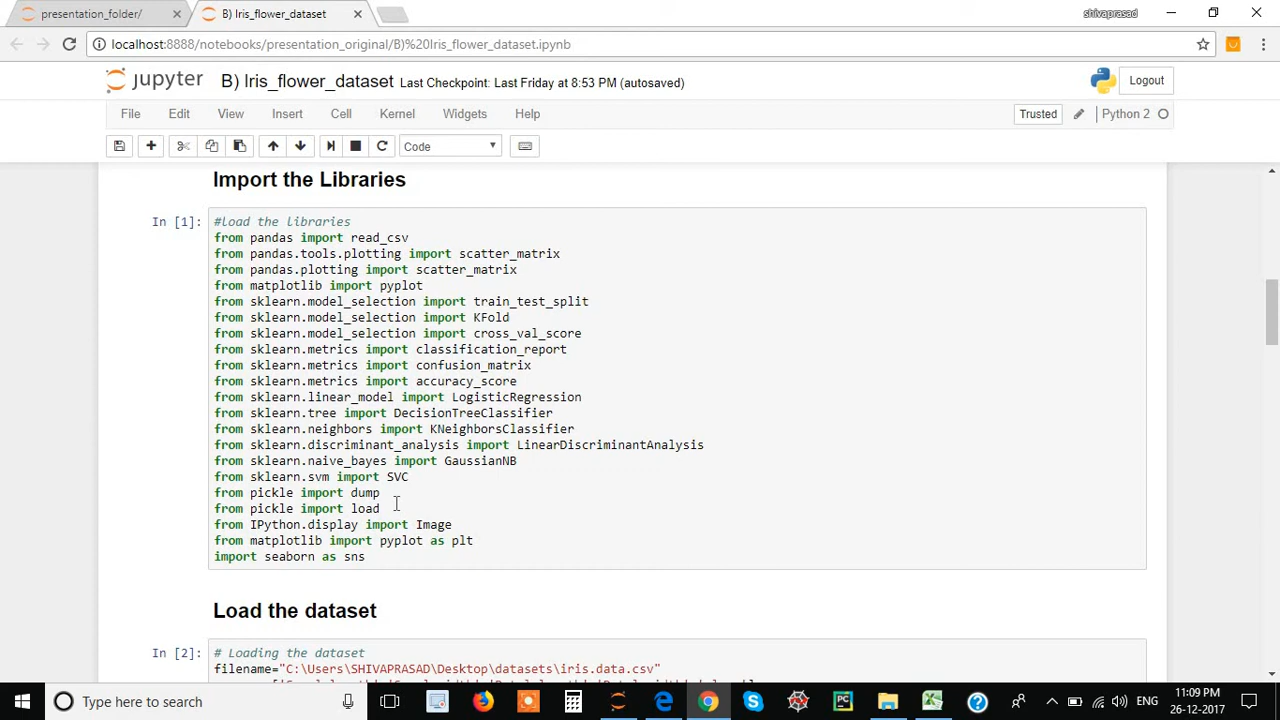 presentation_folder/
B) Iris_flower_dataset
shivaprasad
localhost:8888/notebooks/presentation_original/B)%20Iris_flower_dataset.ipynb
jupyter B) Iris_flower_dataset Last Checkpoint: Last Friday at 8:53 PM (autosaved)
Logout
File Edit View Insert Cell Kernel Widgets Help
Trusted Python 2
Code
Import the Libraries
In [1]:
#load the libraries
from pandas import read_csv
from pandas.tools.plotting import scatter_matrix
from pandas.plotting import scatter_matrix
from matplotlib import pyplot
from sklearn.model_selection import train_test_split
from sklearn.model_selection import KFold
from sklearn.model_selection import cross_val_score
from sklearn.metrics import classification_report
from sklearn.metrics import confusion_matrix
from sklearn.metrics import accuracy_score
from sklearn.linear_model import LogisticRegression
from sklearn.tree import DecisionTreeClassifier
from sklearn.neighbors import KNeighborsClassifier
from sklearn.discriminant_analysis import LinearDiscriminantAnalysis
from sklearn.naive_bayes import GaussianNB
from sklearn.svm import SVC
from pickle import dump
from pickle import load
from IPython.display import Image
from matplotlib import pyplot as plt
import seaborn as sns
Load the dataset
In [2]:
# Loading the dataset
filename="C:\Users\SHIVAPRASAD\Desktop\datasets\iris.data.csv"
Type here to search
ENG
11:09 PM
26-12-2017